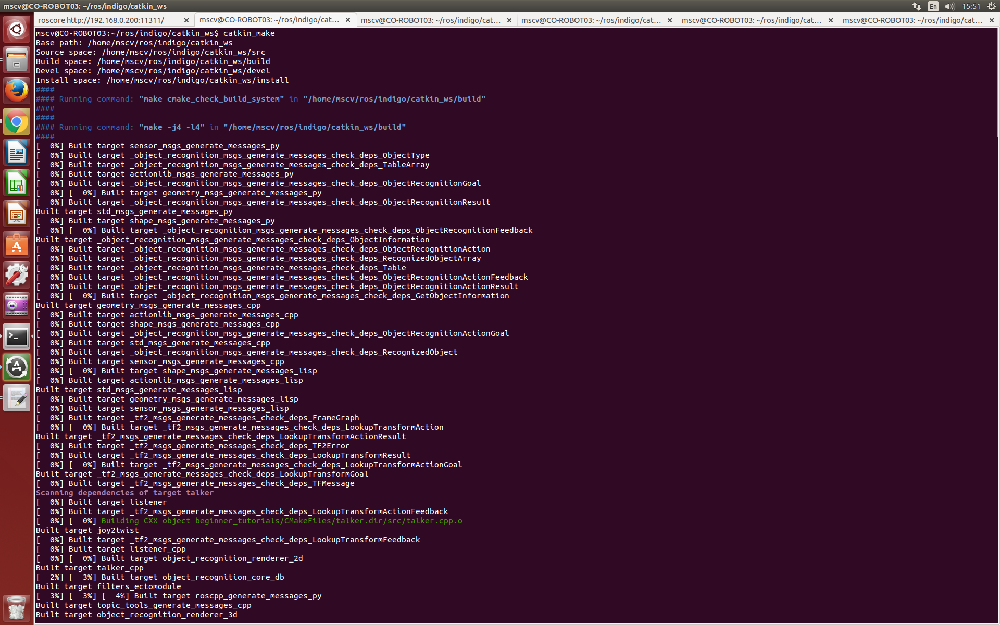 mscv@CO-ROBOT03: ~/ros/indigo/catkin_ws
En
15:51
roscore http://192.168.0.200:11311/
mscv@CO-ROBOT03: ~/ros/indigo/cat...
mscv@CO-ROBOT03: ~/ros/indigo/cat...
mscv@CO-ROBOT03: ~/ros/indigo/cat...
mscv@CO-ROBOT03: ~/ros/indigo/cat...
mscv@CO-ROBOT03: ~/ros/indigo/cat...
mscv@CO-ROBOT03:~/ros/indigo/catkin_ws$ catkin_make
Base path: /home/mscv/ros/indigo/catkin_ws
Source space: /home/mscv/ros/indigo/catkin_ws/src
Build space: /home/mscv/ros/indigo/catkin_ws/build
Devel space: /home/mscv/ros/indigo/catkin_ws/devel
Install space: /home/mscv/ros/indigo/catkin_ws/install
####
#### Running command: "make cmake_check_build_system" in "/home/mscv/ros/indigo/catkin_ws/build"
####
####
#### Running command: "make -j4 -l4" in "/home/mscv/ros/indigo/catkin_ws/build"
####
[  0%] Built target sensor_msgs_generate_messages_py
[  0%] Built target _object_recognition_msgs_generate_messages_check_deps_ObjectType
[  0%] Built target _object_recognition_msgs_generate_messages_check_deps_TableArray
[  0%] Built target actionlib_msgs_generate_messages_py
[  0%] Built target _object_recognition_msgs_generate_messages_check_deps_ObjectRecognitionGoal
[  0%] [  0%] Built target geometry_msgs_generate_messages_py
[  0%] Built target _object_recognition_msgs_generate_messages_check_deps_ObjectRecognitionResult
Built target std_msgs_generate_messages_py
[  0%] Built target shape_msgs_generate_messages_py
[  0%] [  0%] Built target _object_recognition_msgs_generate_messages_check_deps_ObjectRecognitionFeedback
Built target _object_recognition_msgs_generate_messages_check_deps_ObjectInformation
[  0%] Built target _object_recognition_msgs_generate_messages_check_deps_ObjectRecognitionAction
[  0%] Built target _object_recognition_msgs_generate_messages_check_deps_RecognizedObjectArray
[  0%] Built target _object_recognition_msgs_generate_messages_check_deps_Table
[  0%] Built target _object_recognition_msgs_generate_messages_check_deps_ObjectRecognitionActionFeedback
[  0%] Built target _object_recognition_msgs_generate_messages_check_deps_ObjectRecognitionActionResult
[  0%] [  0%] Built target _object_recognition_msgs_generate_messages_check_deps_GetObjectInformation
Built target geometry_msgs_generate_messages_cpp
[  0%] Built target actionlib_msgs_generate_messages_cpp
[  0%] Built target shape_msgs_generate_messages_cpp
[  0%] Built target _object_recognition_msgs_generate_messages_check_deps_ObjectRecognitionActionGoal
[  0%] Built target std_msgs_generate_messages_cpp
[  0%] Built target _object_recognition_msgs_generate_messages_check_deps_RecognizedObject
[  0%] Built target sensor_msgs_generate_messages_cpp
[  0%] [  0%] Built target shape_msgs_generate_messages_lisp
[  0%] Built target actionlib_msgs_generate_messages_lisp
Built target std_msgs_generate_messages_lisp
[  0%] Built target geometry_msgs_generate_messages_lisp
[  0%] Built target sensor_msgs_generate_messages_lisp
[  0%] Built target _tf2_msgs_generate_messages_check_deps_FrameGraph
[  0%] [  0%] Built target _tf2_msgs_generate_messages_check_deps_LookupTransformAction
Built target _tf2_msgs_generate_messages_check_deps_LookupTransformActionResult
[  0%] Built target _tf2_msgs_generate_messages_check_deps_TF2Error
[  0%] Built target _tf2_msgs_generate_messages_check_deps_LookupTransformResult
[  0%] [  0%] Built target _tf2_msgs_generate_messages_check_deps_LookupTransformActionGoal
Built target _tf2_msgs_generate_messages_check_deps_LookupTransformGoal
[  0%] Built target _tf2_msgs_generate_messages_check_deps_TFMessage
Scanning dependencies of target talker
[  0%] Built target listener
[  0%] Built target _tf2_msgs_generate_messages_check_deps_LookupTransformActionFeedback
[  0%] [  0%] Building CXX object beginner_tutorials/CMakeFiles/talker.dir/src/talker.cpp.o
Built target joy2twist
[  0%] Built target _tf2_msgs_generate_messages_check_deps_LookupTransformFeedback
[  0%] Built target listener_cpp
[  0%] [  0%] Built target object_recognition_renderer_2d
Built target talker_cpp
[  2%] [  3%] Built target object_recognition_core_db
Built target filters_ectomodule
[  3%] [  3%] [  4%] Built target roscpp_generate_messages_py
Built target topic_tools_generate_messages_cpp
Built target object_recognition_renderer_3d